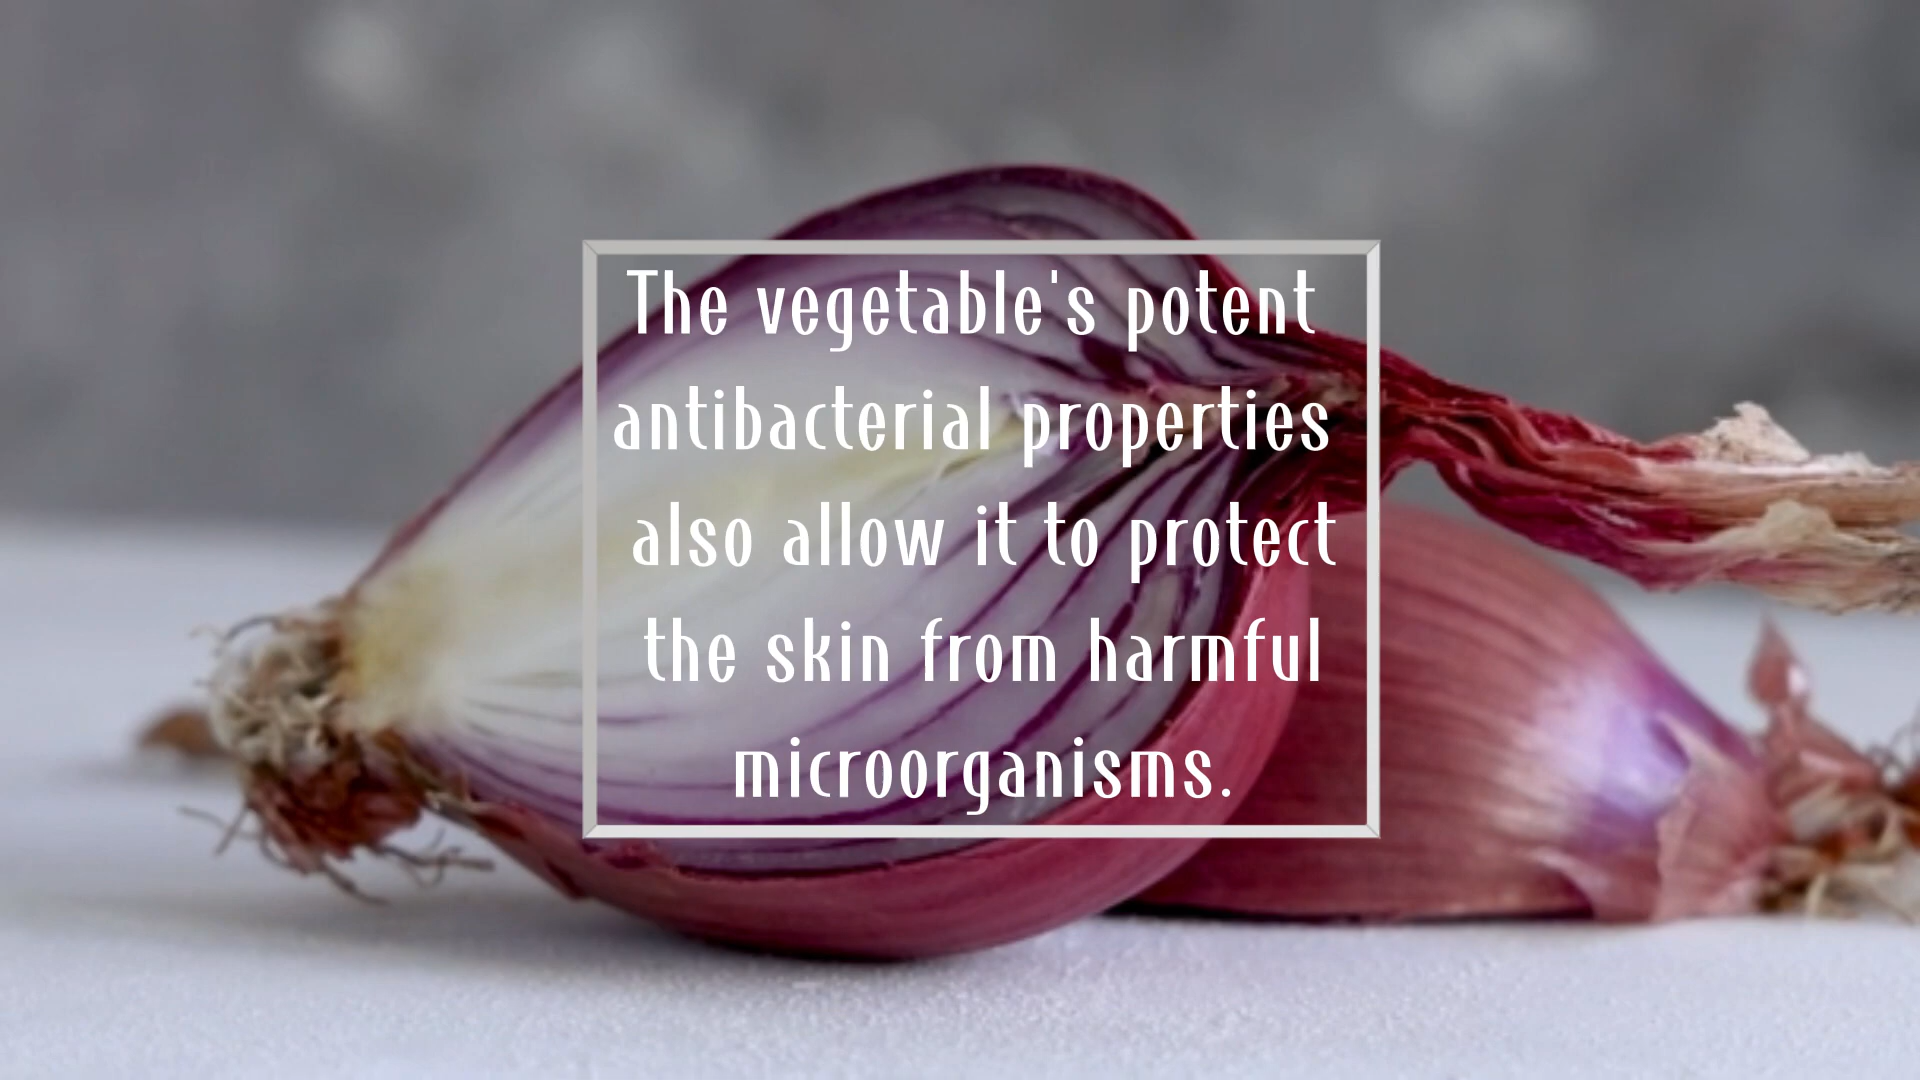 The vegetable's potent
antibacterial properties
also allow it to protect
the skin from harmful
microorganisms.